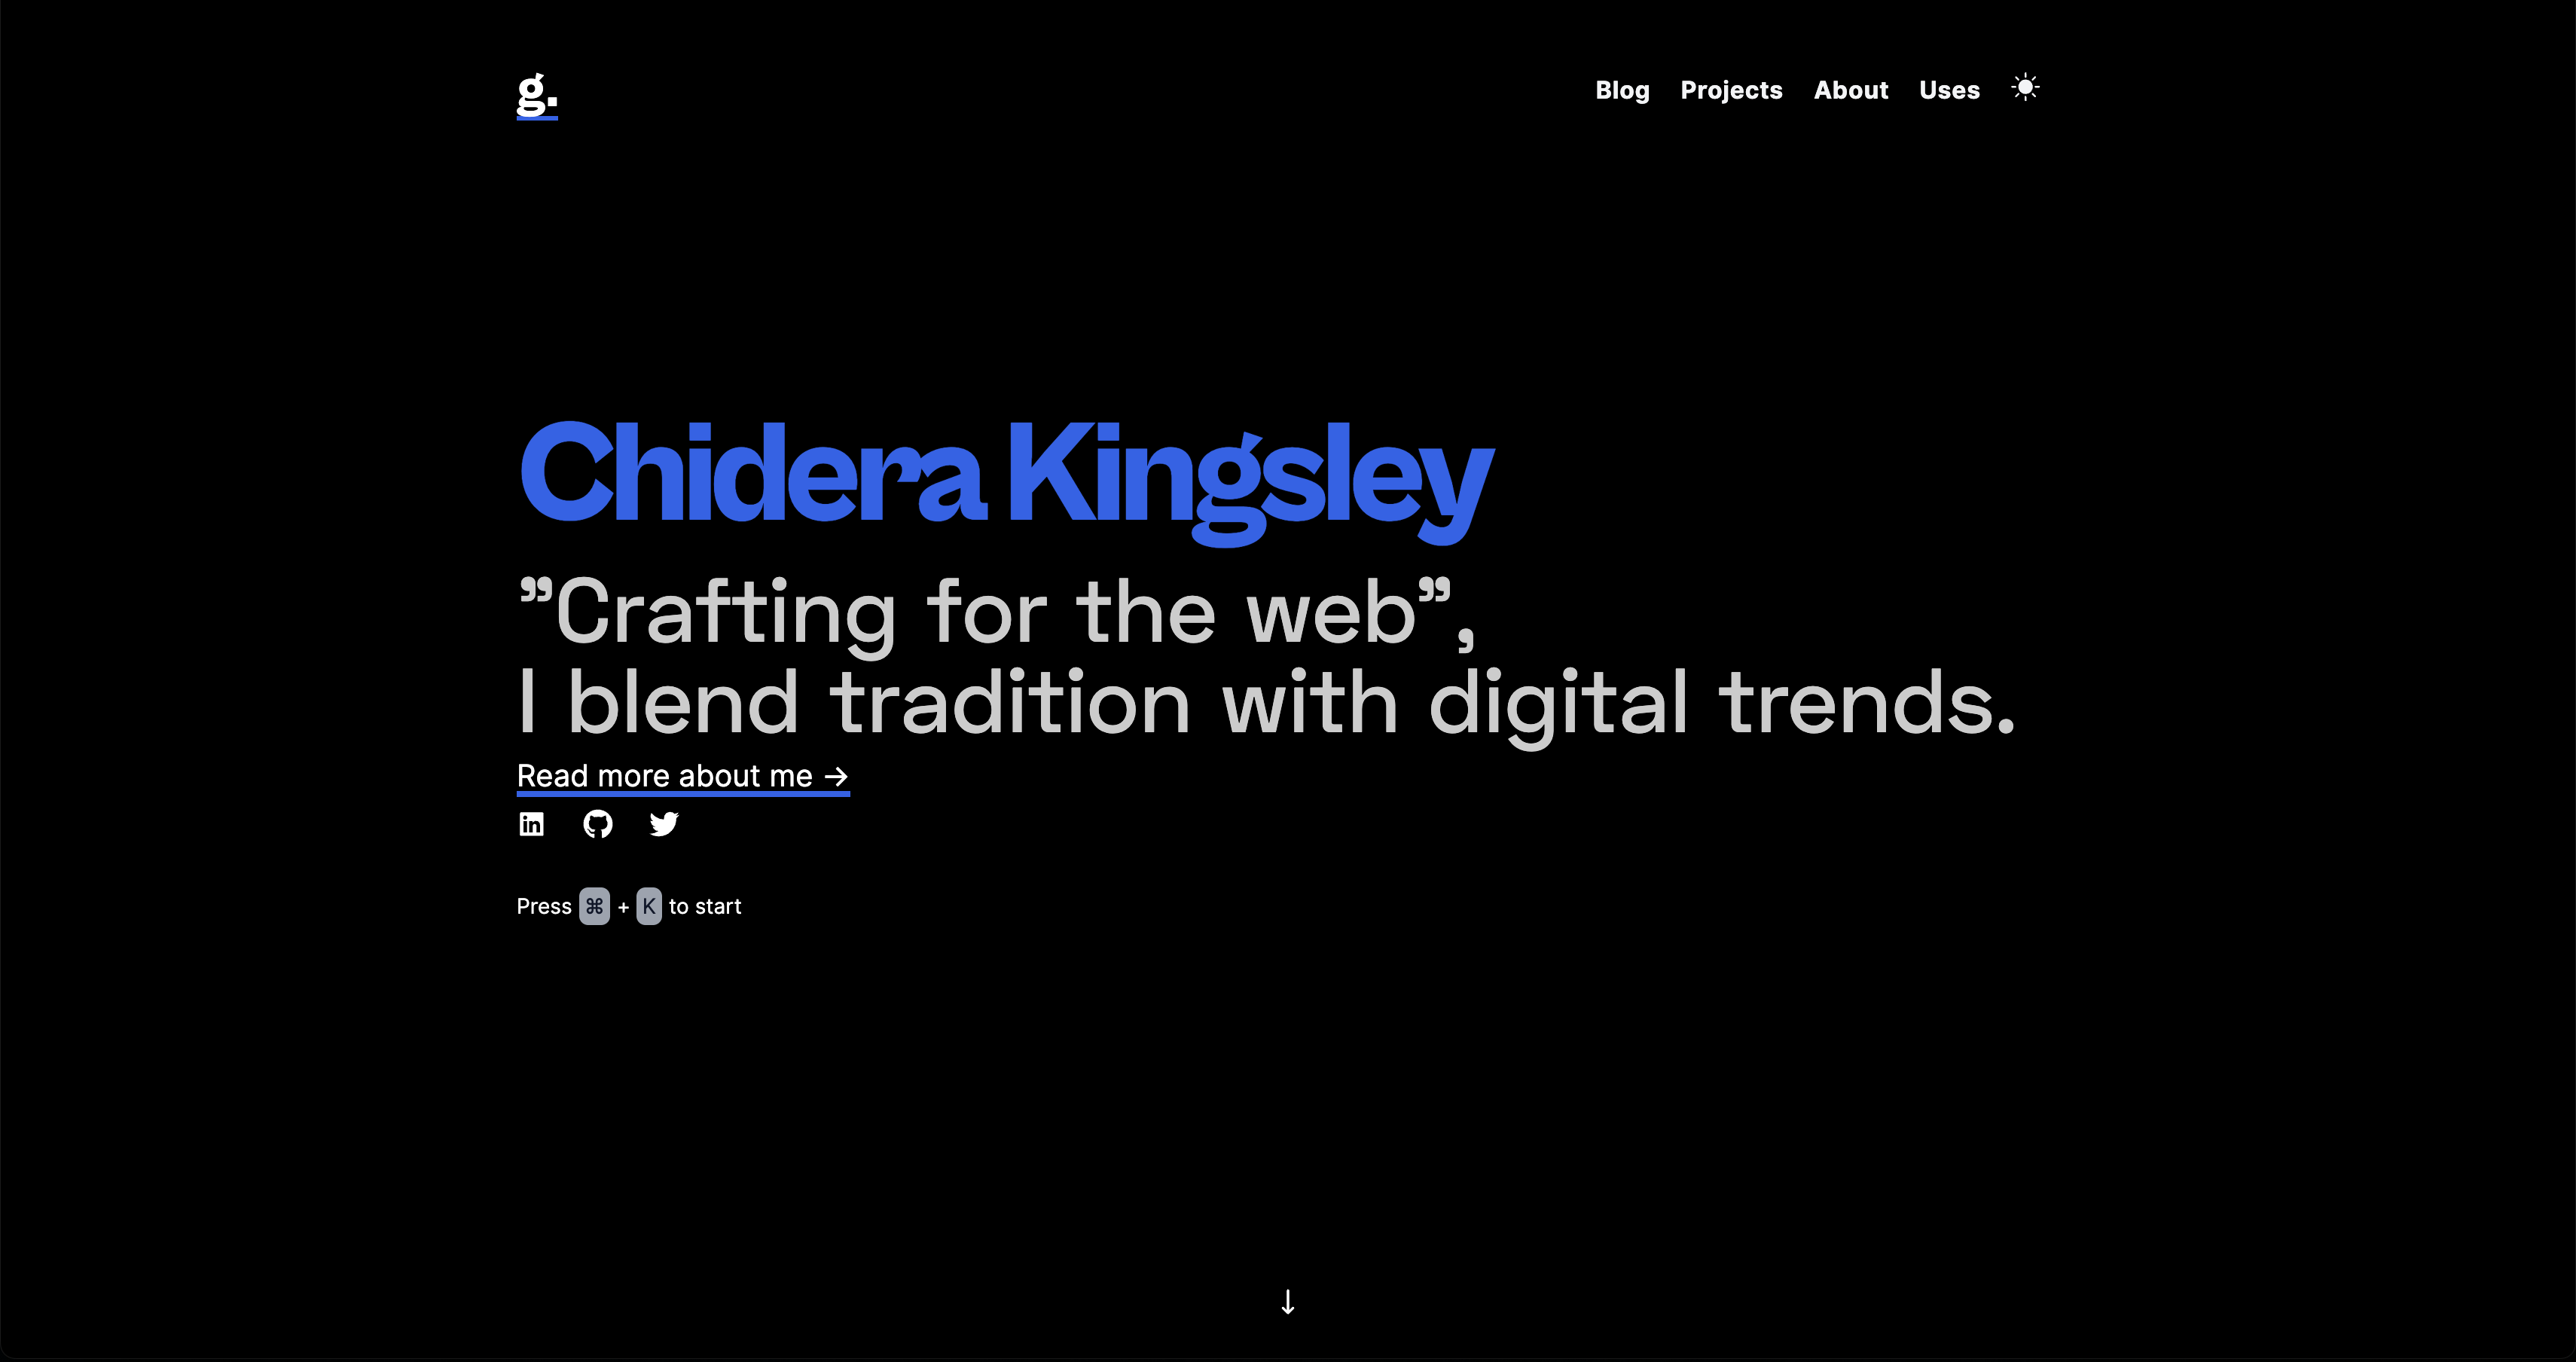 g.
Blog Projects About Uses
Chidera Kingsley
”Crafting for the web”,
I blend tradition with digital trends.
Read more about me →
Press ⌘ + K to start